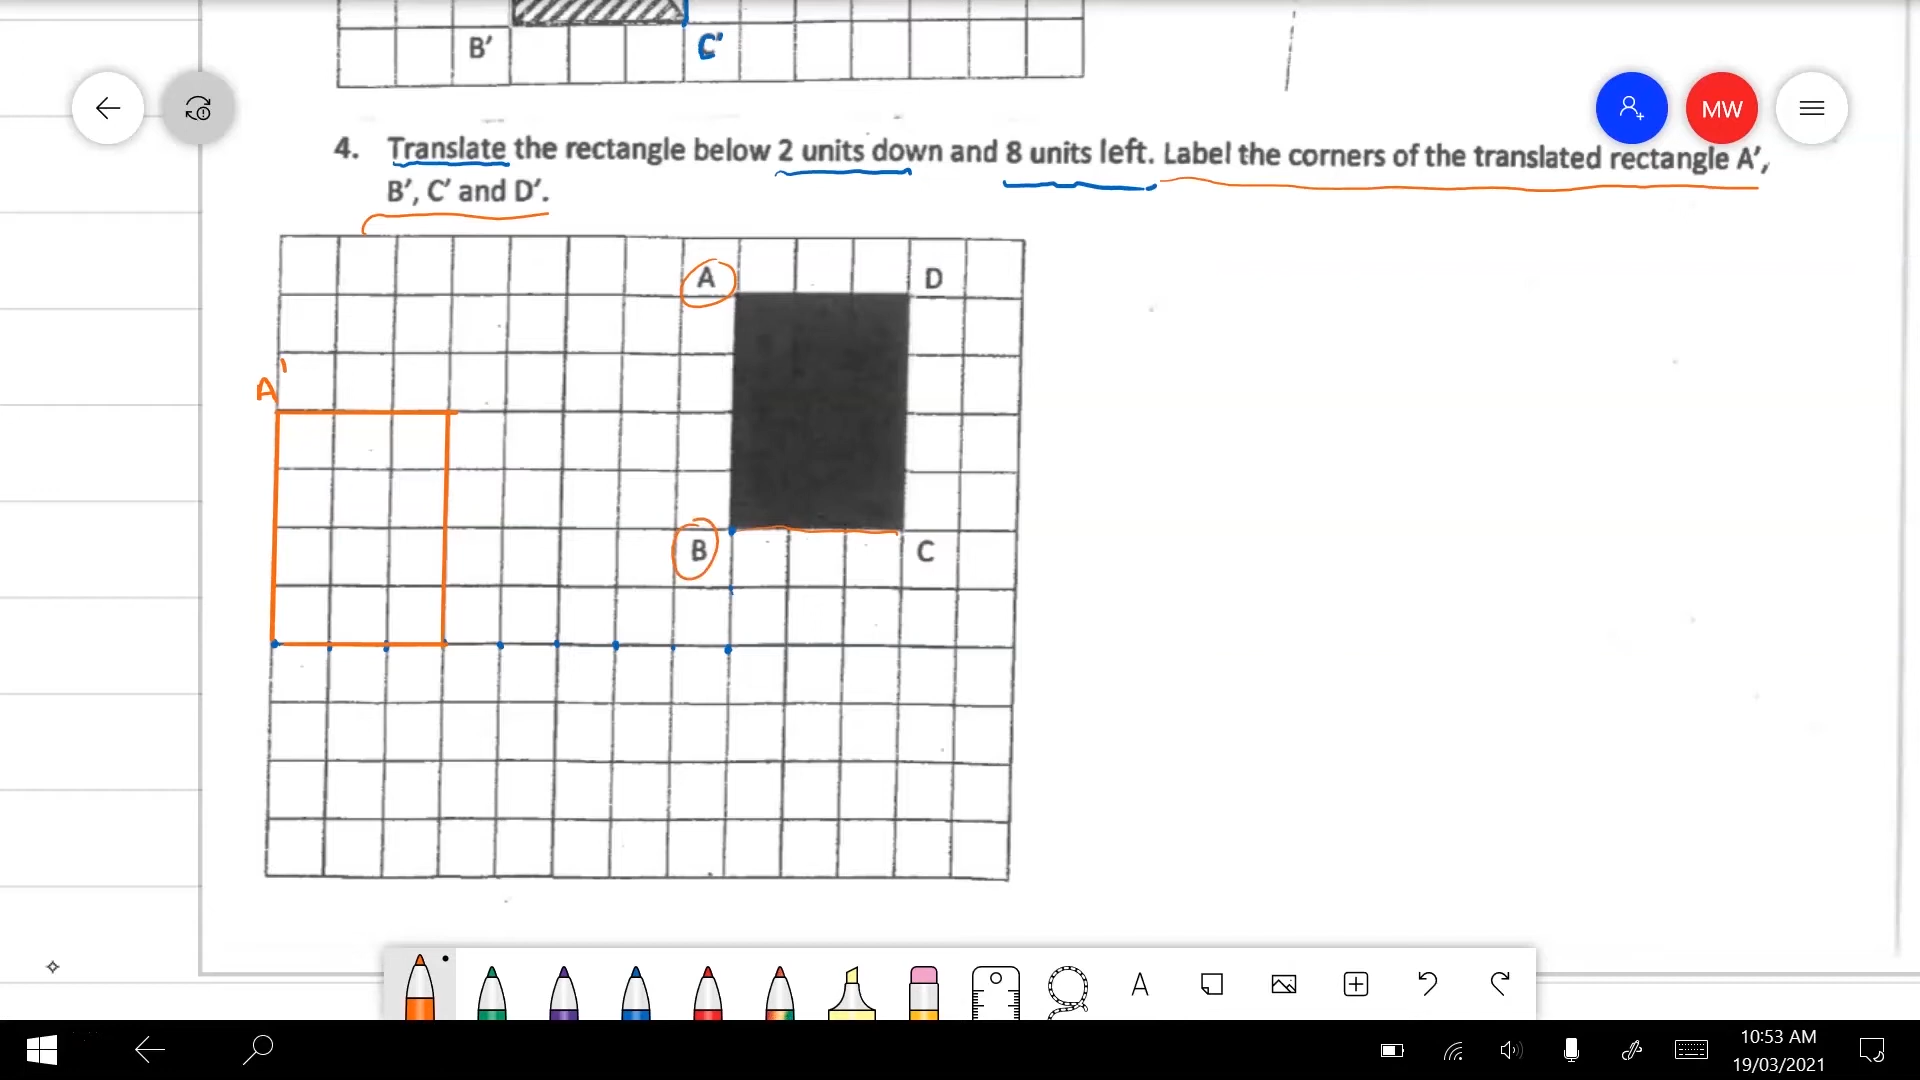 B′
C'
MW
4. Translate the rectangle below 2 units down and 8 units left. Label the corners of the translated rectangle A′,
B′, C′ and D′.
A
D
A'
B
C
A
10:53 AM
19/03/2021